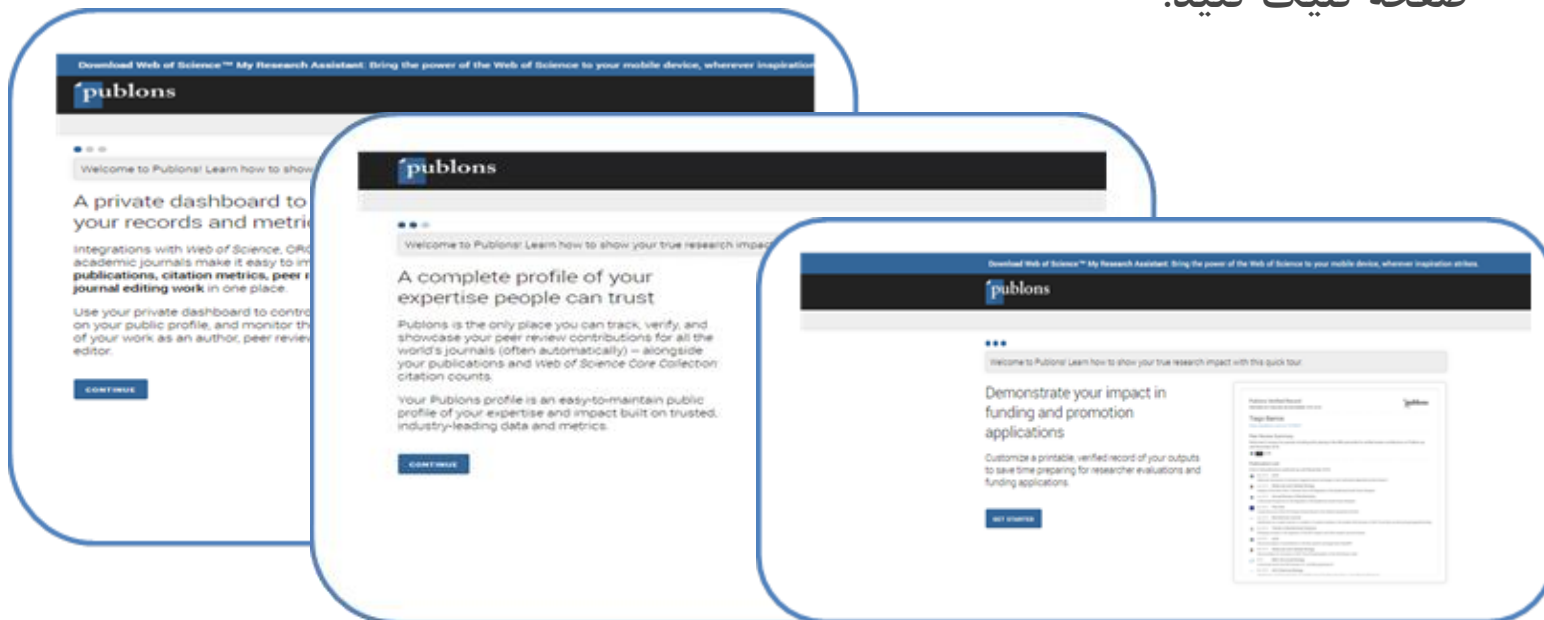 صفحه کلیک کنید.
Download Web of Science™ My Research Assistant: Bring the power of the Web of Science to your mobile device, wherever inspiration
publons
Welcome to Publons! Learn how to show
A private dashboard to
your records and metri
Integrations with Web of Science, ORC
academic journals make it easy to im
publications, citation metrics, peer r
journal editing work in one place.
Use your private dashboard to contro
on your public profile, and monitor th
of your work as an author, peer review
editor.
CONTINUE
publons
Welcome to Publons! Learn how to show your true research impac
A complete profile of your
expertise people can trust
Publons is the only place you can track, verify, and
showcase your peer review contributions for all the
world's journals (often automatically) — alongside
your publications and Web of Science Core Collection
citation counts.
Your Publons profile is an easy-to-maintain public
profile of your expertise and impact built on trusted,
industry-leading data and metrics.
CONTINUE
Download Web of Science™ My Research Assistant: Bring the power of the Web of Science to your mobile device, wherever inspiration strikes.
publons
Welcome to Publons! Learn how to show your true research impact with this quick tour.
Demonstrate your impact in
funding and promotion
applications
Customize a printable, verified record of your outputs
to save time preparing for researcher evaluations and
funding applications.
GET STARTED
Publons Verified Record
publons